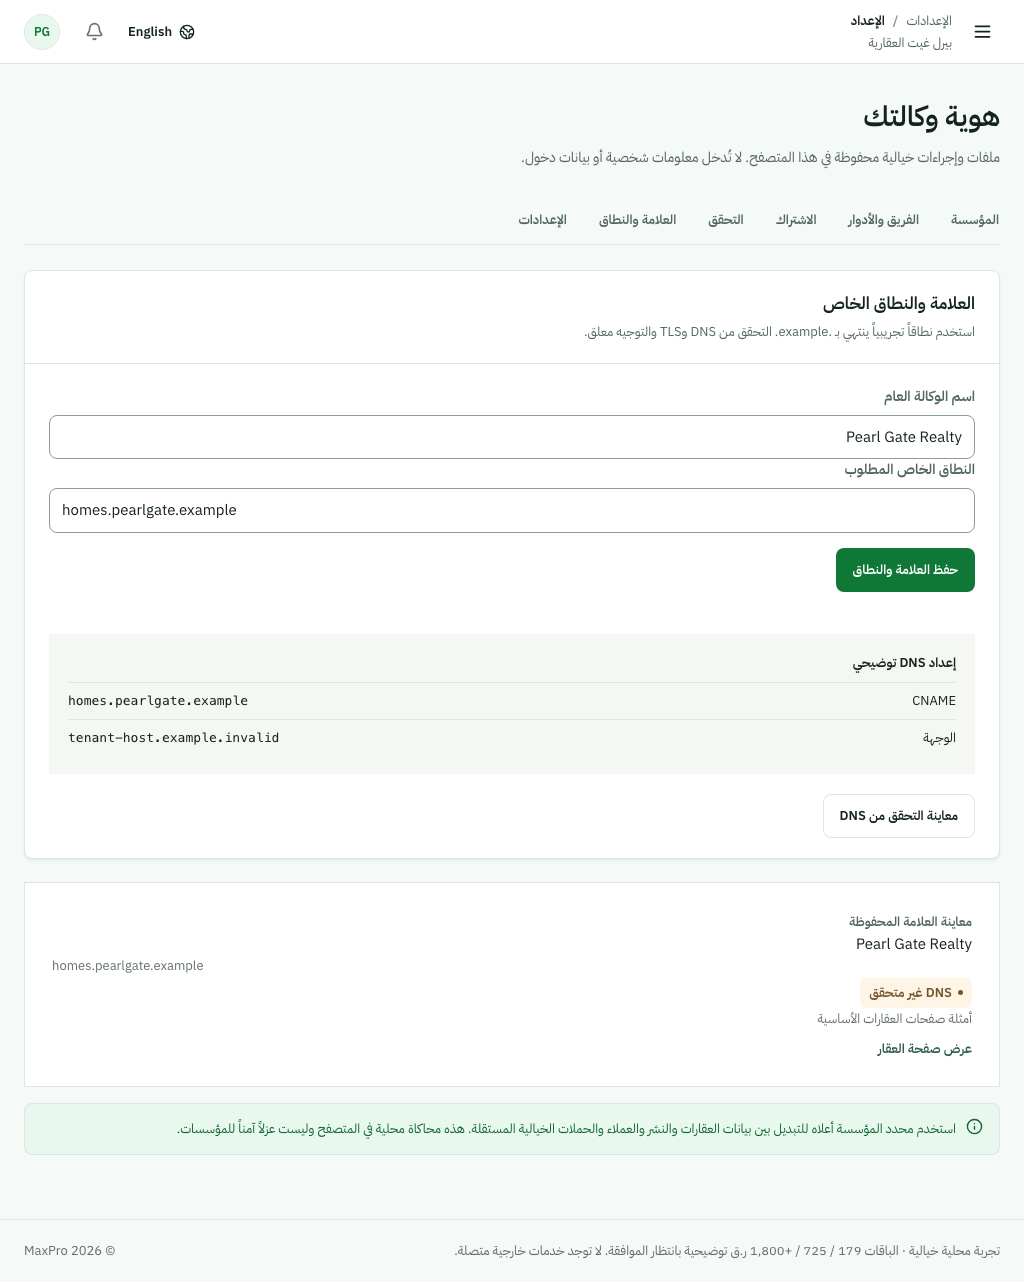 الإعدادات / الإعداد
بيرل غيت العقارية
English
PG
هوية وكالتك
ملفات وإجراءات خيالية محفوظة في هذا المتصفح. لا تُدخل معلومات شخصية أو بيانات دخول.
المؤسسة
الفريق والأدوار
الاشتراك
التحقق
العلامة والنطاق
الإعدادات
العلامة والنطاق الخاص
استخدم نطاقاً تجريبياً ينتهي بـ .example. التحقق من DNS وTLS والتوجيه معلق.
اسم الوكالة العام
Pearl Gate Realty
النطاق الخاص المطلوب
homes.pearlgate.example
حفظ العلامة والنطاق
إعداد DNS توضيحي
CNAME homes.pearlgate.example
الوجهة tenant-host.example.invalid
معاينة التحقق من DNS
معاينة العلامة المحفوظة
Pearl Gate Realty
homes.pearlgate.example
• DNS غير متحقق
أمثلة صفحات العقارات الأساسية
عرض صفحة العقار
استخدم محدد المؤسسة أعلاه للتبديل بين بيانات العقارات والنشر والعملاء والحملات الخيالية المستقلة. هذه محاكاة محلية في المتصفح وليست عزلاً آمناً للمؤسسات.
تجربة محلية خيالية · الباقات 179 / 725 / +1,800 ر.ق توضيحية بانتظار الموافقة. لا توجد خدمات خارجية متصلة.
© 2026 MaxPro